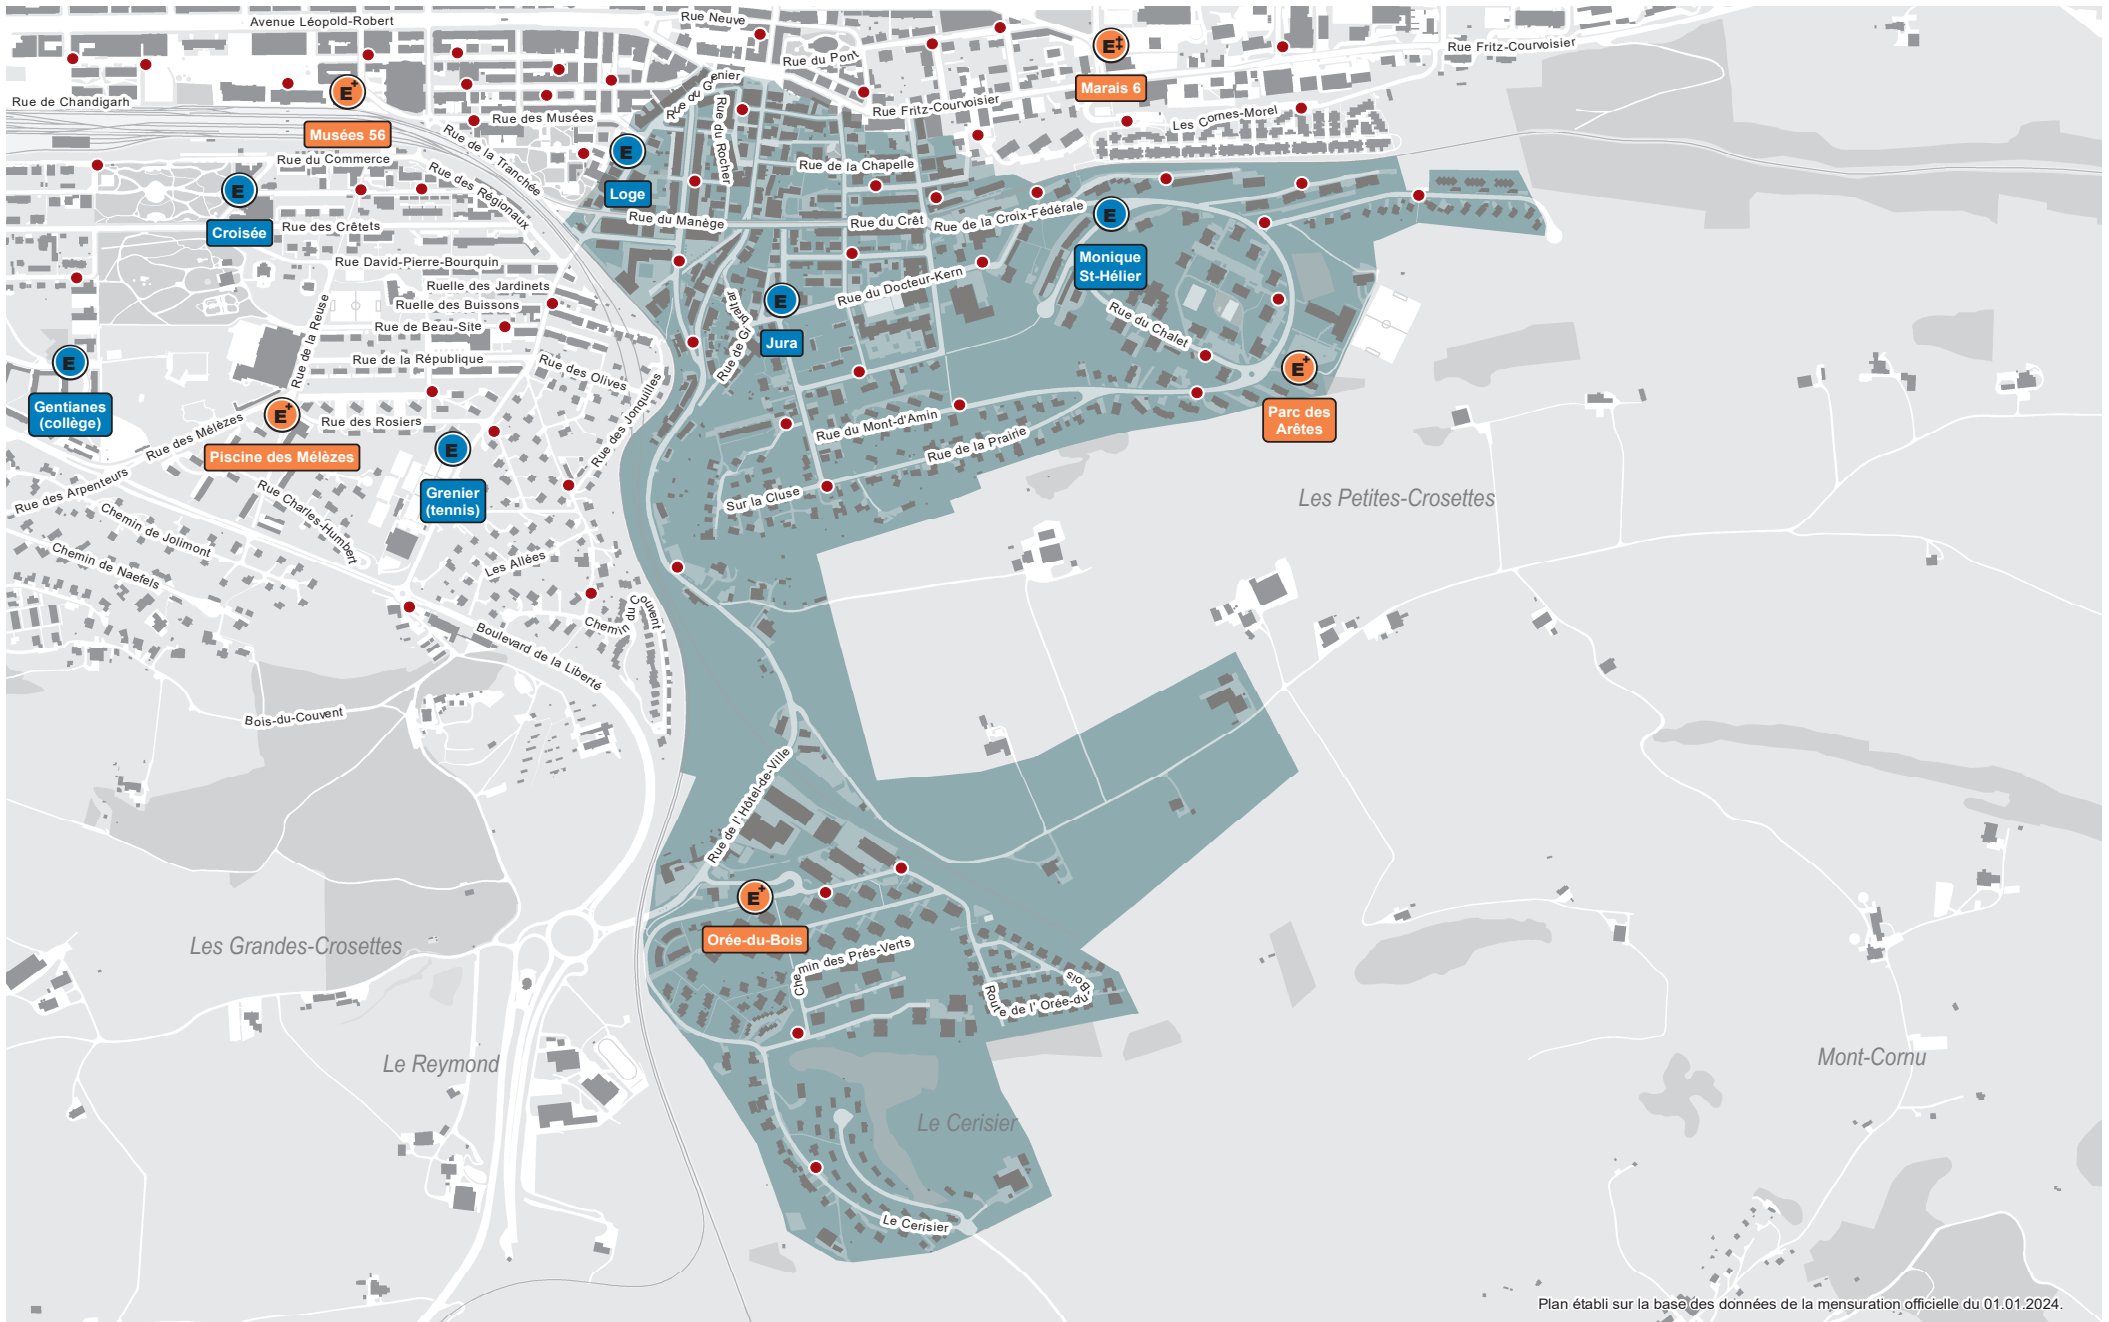 Avenue Léopold-Robert
Rue Neuve
Rue du Pont
E‡
Marais 6
Rue Fritz-Courvoisier
Rue de Chandigarh
E+
Musées 56
Rue du Grenier
Rue du Rocher
Rue Fritz-Courvoisier
Les Cornes-Morel
Rue des Musées
Rue de la Tranchée
Rue du Commerce
Rue des Régionaux
E
Loge
Rue de la Chapelle
E
Croisée
Rue des Crêtets
Rue du Manège
Rue du Crêt
Rue de la Croix-Fédérale
E
Monique
St-Hélier
Rue David-Pierre-Bourquin
Ruelle des Jardinets
Ruelle des Buissons
Rue de Beau-Site
Rue de la Reuse
Rue de la République
Rue des Olives
Rue des Jonquilles
Rue de Gibraltar
E
Jura
Rue du Docteur-Kern
Rue du Chalet
E+
Parc des
Arêtes
E
Gentianes
(collège)
Rue des Mélèzes
E+
Piscine des Mélèzes
Rue des Rosiers
E
Grenier
(tennis)
Rue du Mont-d'Amin
Rue de la Prairie
Sur la Cluse
Rue des Arpenteurs
Rue Charles-Humbert
Chemin de Jolimont
Chemin de Naefels
Les Allées
Chemin du Couvent
Boulevard de la Liberté
Bois-du-Couvent
Les Petites-Crosettes
Rue de l'Hôtel-de-Ville
E+
Orée-du-Bois
Chemin des Prés-Verts
Route de l'Orée-du-Bois
Les Grandes-Crosettes
Le Reymond
Mont-Cornu
Le Cerisier
Le Cerisier
Plan établi sur la base des données de la mensuration officielle du 01.01.2024.